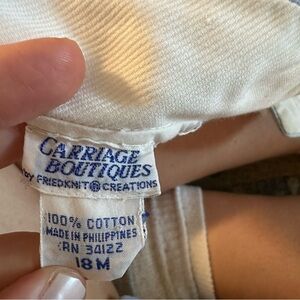 CARRIAGE
BOUTIQUES
by FRIEDKNIT CREATIONS
100% COTTON
MADE IN PHILIPPINES
RN 34122
18M